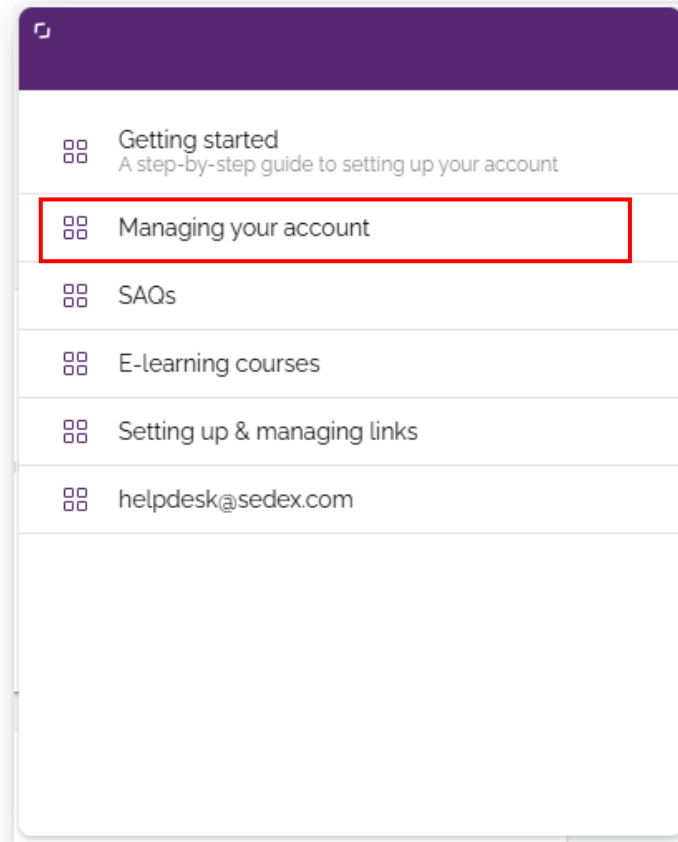 Getting started
A step-by-step guide to setting up your account
Managing your account
SAQs
E-learning courses
Setting up & managing links
helpdesk@sedex.com